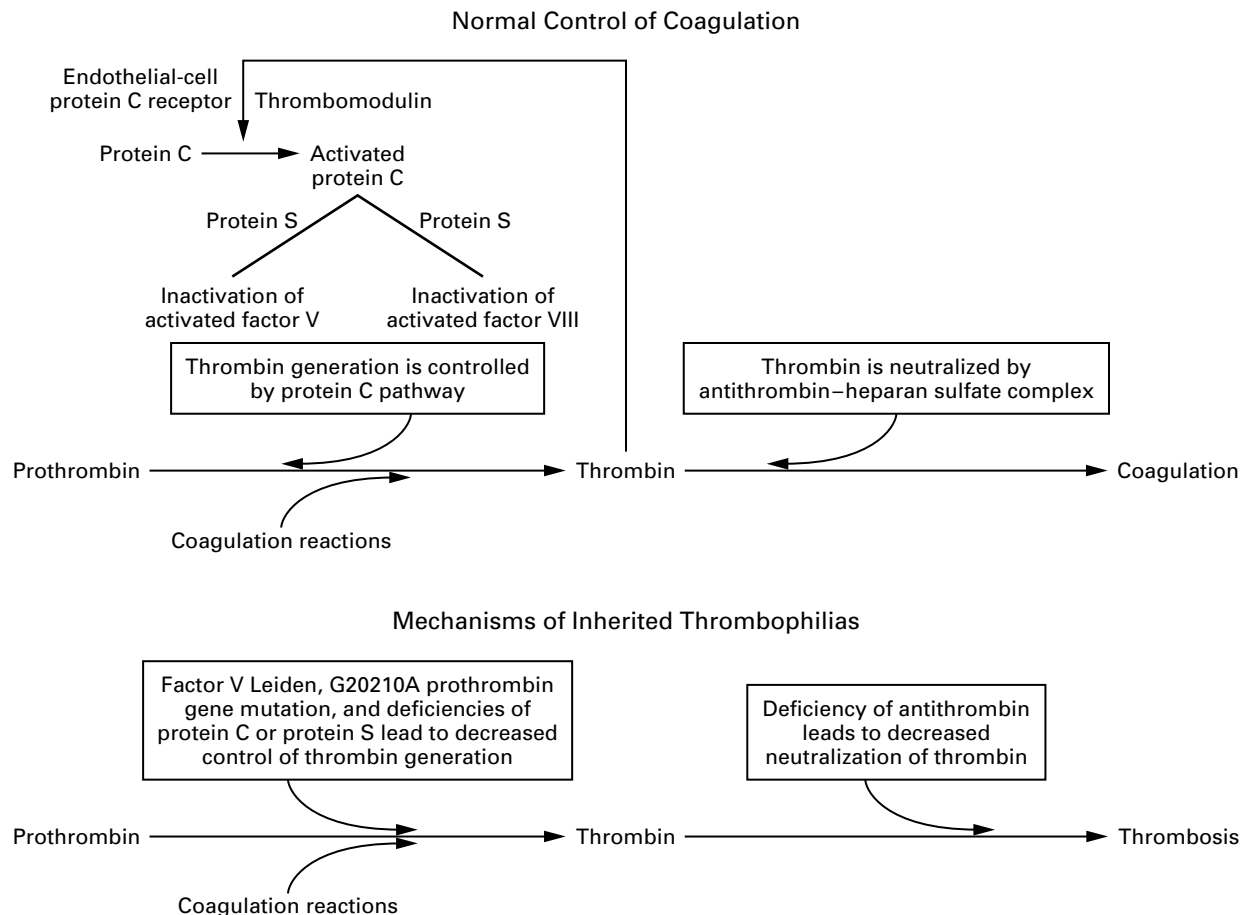 Normal Control of Coagulation
Endothelial-cell
protein C receptor
Thrombomodulin
Protein C
Activated
protein C
Protein S
Protein S
Inactivation of
activated factor V
Inactivation of
activated factor VIII
Thrombin generation is controlled
by protein C pathway
Thrombin is neutralized by
antithrombin–heparan sulfate complex
Prothrombin
Thrombin
Coagulation
Coagulation reactions
Mechanisms of Inherited Thrombophilias
Factor V Leiden, G20210A prothrombin
gene mutation, and deficiencies of
protein C or protein S lead to decreased
control of thrombin generation
Deficiency of antithrombin
leads to decreased
neutralization of thrombin
Prothrombin
Thrombin
Thrombosis
Coagulation reactions